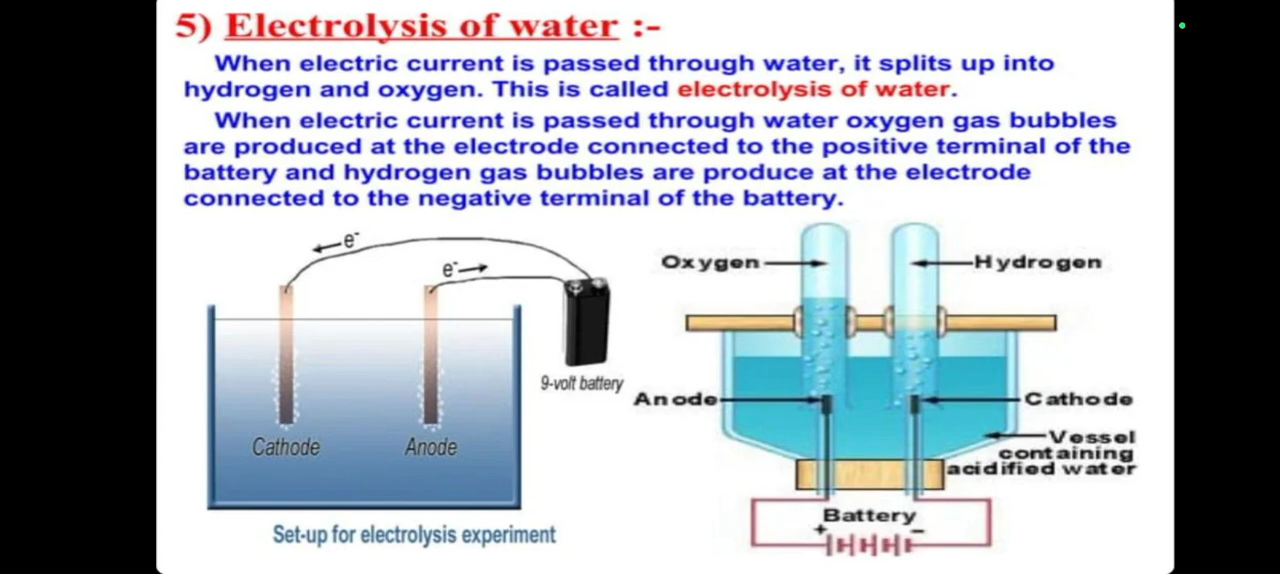 5) Electrolysis of water :-
When electric current is passed through water, it splits up into
hydrogen and oxygen. This is called electrolysis of water.
When electric current is passed through water oxygen gas bubbles
are produced at the electrode connected to the positive terminal of the
battery and hydrogen gas bubbles are produce at the electrode
connected to the negative terminal of the battery.
e⁻
e⁻
9-volt battery
Cathode
Anode
Set-up for electrolysis experiment
Oxygen
Hydrogen
Anode
Cathode
Vessel
containing
acidified water
Battery
+ −